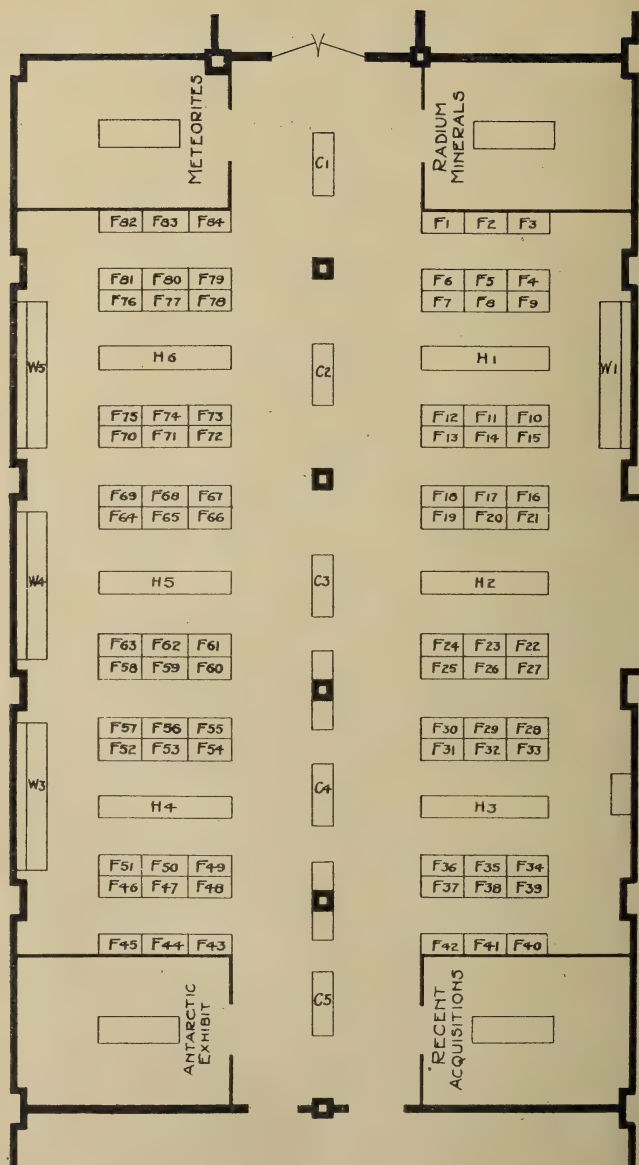 METEORITES
RADIUM
MINERALS
C1
F82 F83 F84
F1 F2 F3
F81 F80 F79
F76 F77 F78
F6 F5 F4
F7 F8 F9
W5
H6
C2
H1
W1
F75 F74 F73
F70 F71 F72
F12 F11 F10
F13 F14 F15
F69 F68 F67
F64 F65 F66
F18 F17 F16
F19 F20 F21
W4
H5
C3
H2
F63 F62 F61
F58 F59 F60
F24 F23 F22
F25 F26 F27
F57 F56 F55
F52 F53 F54
F30 F29 F28
F31 F32 F33
W3
H4
C4
H3
F51 F50 F49
F46 F47 F48
F36 F35 F34
F37 F38 F39
F45 F44 F43
F42 F41 F40
ANTARCTIC
EXHIBIT
C5
RECENT
ACQUISITIONS